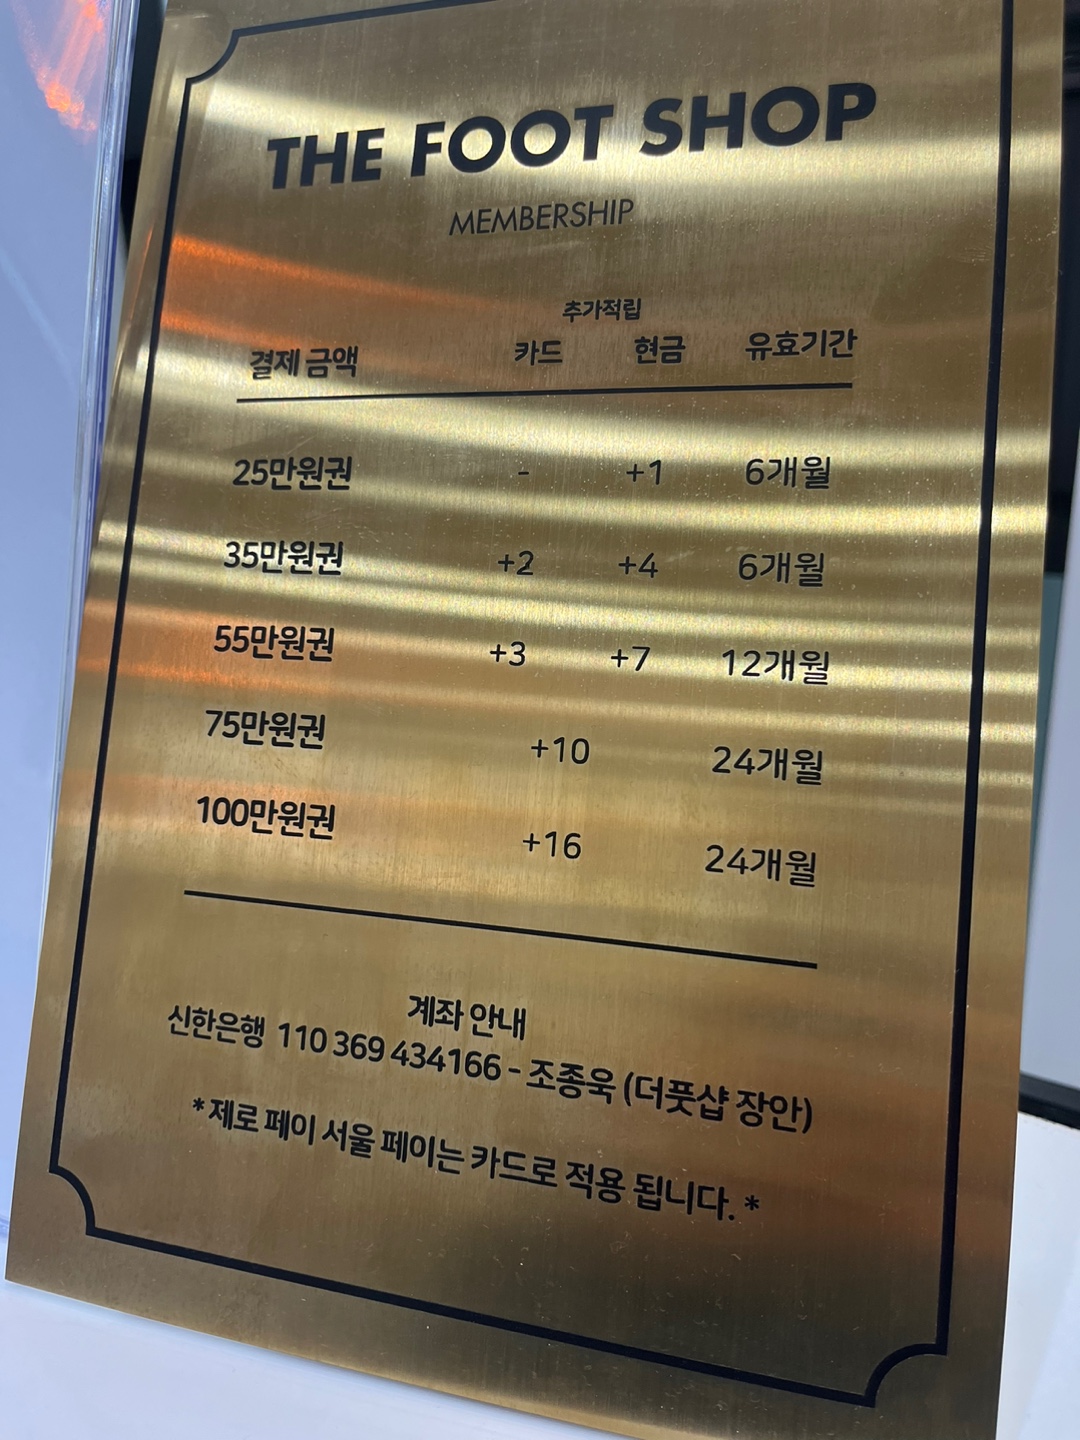 THE FOOT SHOP
MEMBERSHIP
추가적립
결제 금액 카드 현금 유효기간
25만원권 - +1 6개월
35만원권 +2 +4 6개월
55만원권 +3 +7 12개월
75만원권 +10 24개월
100만원권 +16 24개월
계좌 안내
신한은행 110 369 434166 - 조종욱 (더풋샵 장안)
*제로 페이 서울 페이는 카드로 적용 됩니다. *